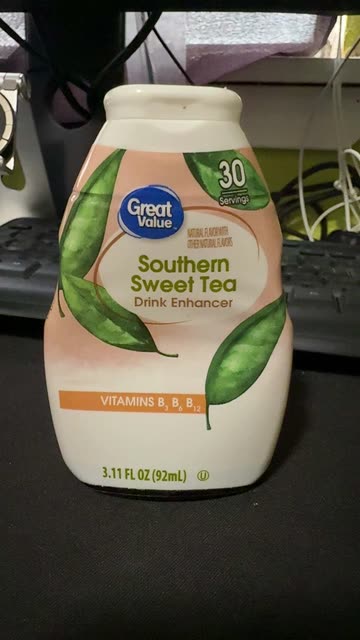 30
Servings
Great
Value™
NATURAL FLAVOR WITH
OTHER NATURAL FLAVORS
Southern
Sweet Tea
Drink Enhancer
VITAMINS B₃ B₆ B₁₂
3.11 FL OZ (92mL) Ⓤ